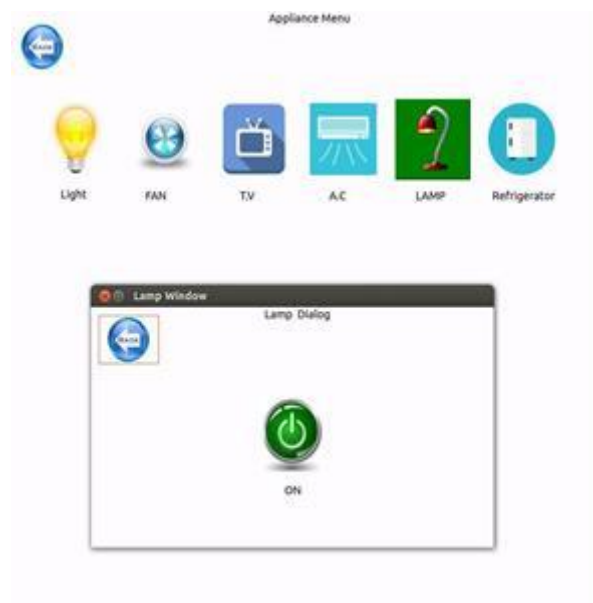 Appliance Menu
BACK
Light FAN T.V A.C LAMP Refrigerator
Lamp Window
Lamp Dialog
BACK
ON